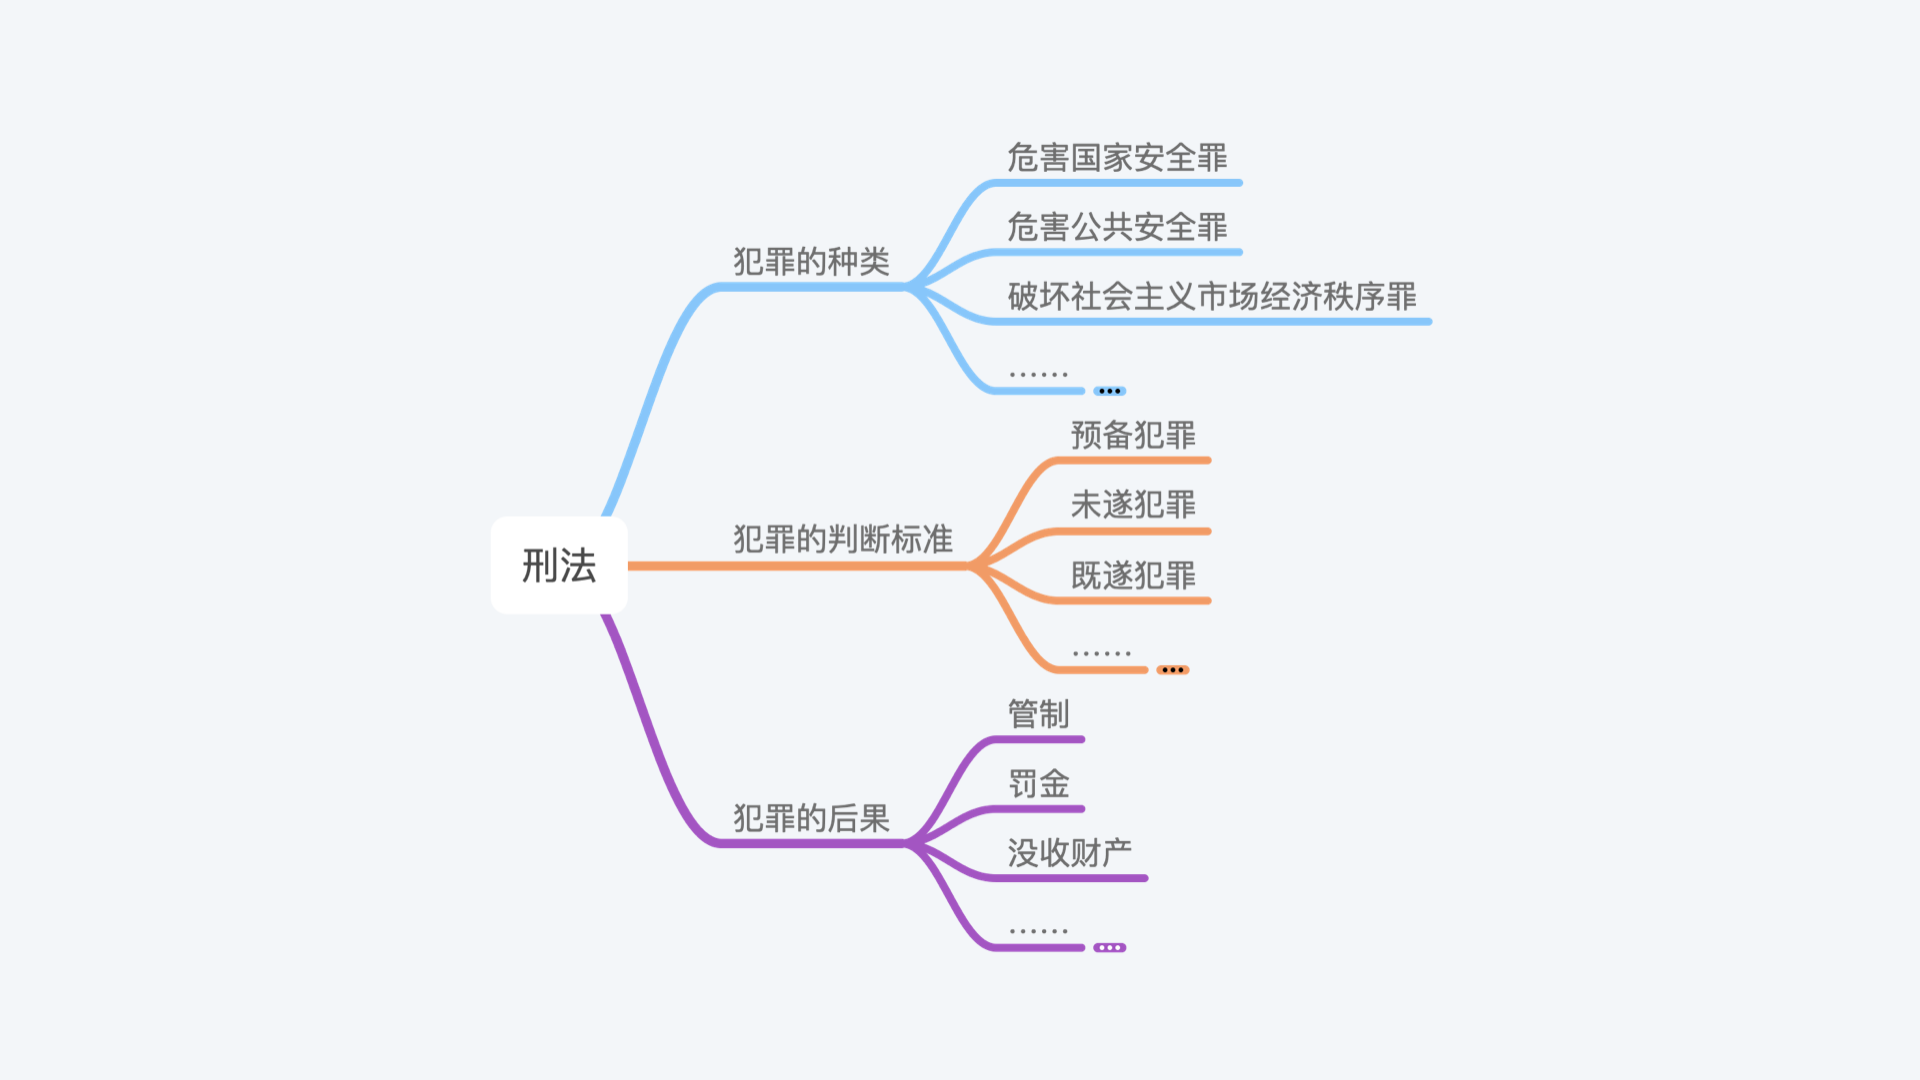 刑法
犯罪的种类
危害国家安全罪
危害公共安全罪
破坏社会主义市场经济秩序罪
……
犯罪的判断标准
预备犯罪
未遂犯罪
既遂犯罪
……
犯罪的后果
管制
罚金
没收财产
……